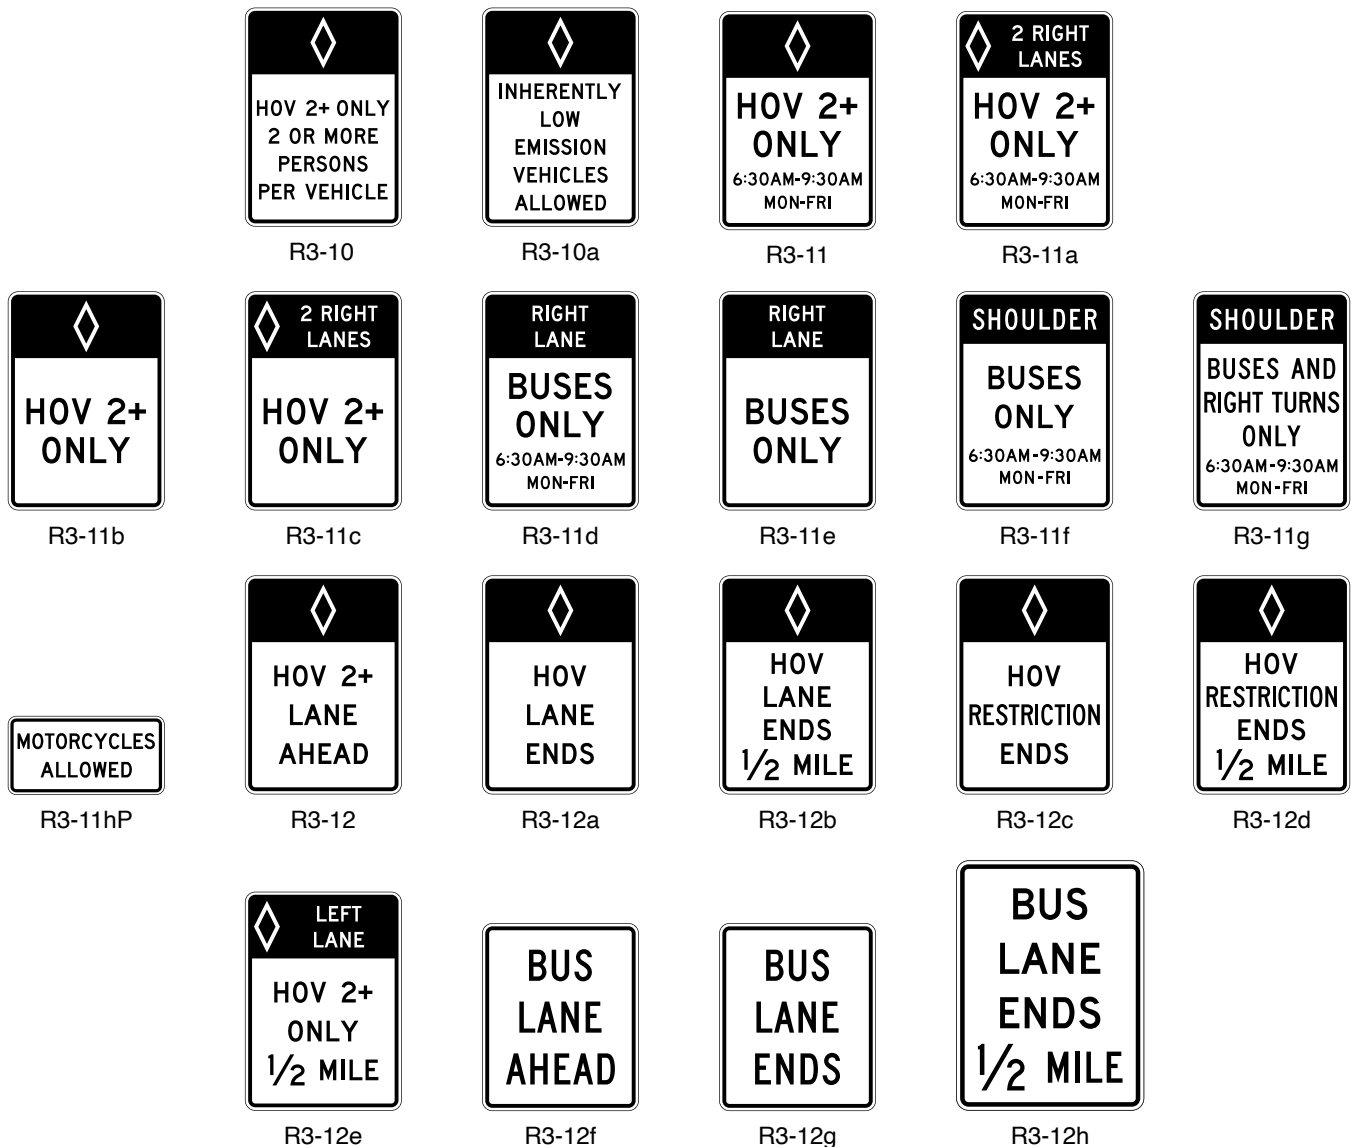 HOV 2+ ONLY
2 OR MORE
PERSONS
PER VEHICLE
R3-10
INHERENTLY
LOW
EMISSION
VEHICLES
ALLOWED
R3-10a
HOV 2+
ONLY
6:30AM-9:30AM
MON-FRI
R3-11
2 RIGHT
LANES
HOV 2+
ONLY
6:30AM-9:30AM
MON-FRI
R3-11a
HOV 2+
ONLY
R3-11b
2 RIGHT
LANES
HOV 2+
ONLY
R3-11c
RIGHT
LANE
BUSES
ONLY
6:30AM-9:30AM
MON-FRI
R3-11d
RIGHT
LANE
BUSES
ONLY
R3-11e
SHOULDER
BUSES
ONLY
6:30AM-9:30AM
MON-FRI
R3-11f
SHOULDER
BUSES AND
RIGHT TURNS
ONLY
6:30AM-9:30AM
MON-FRI
R3-11g
MOTORCYCLES
ALLOWED
R3-11hP
HOV 2+
LANE
AHEAD
R3-12
HOV
LANE
ENDS
R3-12a
HOV
LANE
ENDS
1/2 MILE
R3-12b
HOV
RESTRICTION
ENDS
R3-12c
HOV
RESTRICTION
ENDS
1/2 MILE
R3-12d
LEFT
LANE
HOV 2+
ONLY
1/2 MILE
R3-12e
BUS
LANE
AHEAD
R3-12f
BUS
LANE
ENDS
R3-12g
BUS
LANE
ENDS
1/2 MILE
R3-12h